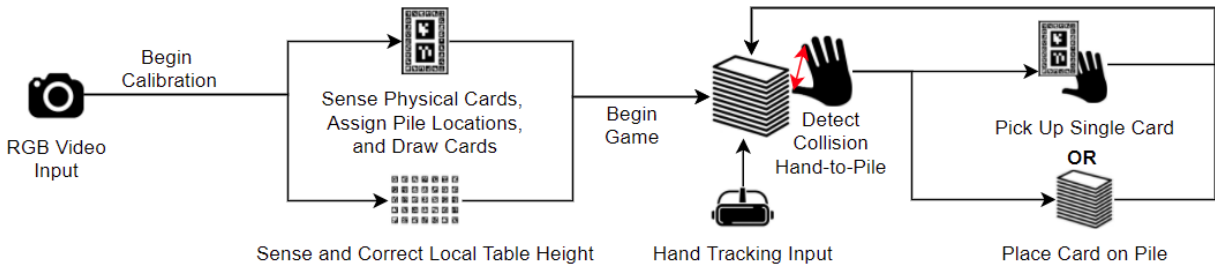 Begin
Calibration
RGB Video
Input
Sense Physical Cards,
Assign Pile Locations,
and Draw Cards
Sense and Correct Local Table Height
Begin
Game
Detect
Collision
Hand-to-Pile
Hand Tracking Input
Pick Up Single Card
OR
Place Card on Pile